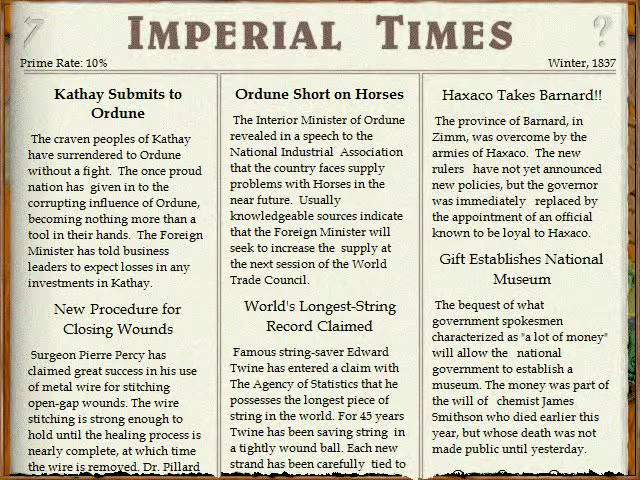 IMPERIAL TIMES
Prime Rate: 10%
Winter, 1837
Kathay Submits to
Ordune
The craven peoples of Kathay
have surrendered to Ordune
without a fight. The once proud
nation has given in to the
corrupting influence of Ordune,
becoming nothing more than a
tool in their hands. The Foreign
Minister has told business
leaders to expect losses in any
investments in Kathay.
New Procedure for
Closing Wounds
Surgeon Pierre Percy has
claimed great success in his use
of metal wire for stitching
open-gap wounds. The wire
stitching is strong enough to
hold until the healing process is
nearly complete, at which time
the wire is removed. Dr. Pillard
Ordune Short on Horses
The Interior Minister of Ordune
revealed in a speech to the
National Industrial Association
that the country faces supply
problems with Horses in the
near future. Usually
knowledgeable sources indicate
that the Foreign Minister will
seek to increase the supply at
the next session of the World
Trade Council.
World's Longest-String
Record Claimed
Famous string-saver Edward
Twine has entered a claim with
The Agency of Statistics that he
possesses the longest piece of
string in the world. For 45 years
Twine has been saving string in
a tightly wound ball. Each new
strand has been carefully tied to
Haxaco Takes Barnard!!
The province of Barnard, in
Zimm, was overcome by the
armies of Haxaco. The new
rulers have not yet announced
new policies, but the governor
was immediately replaced by
the appointment of an official
known to be loyal to Haxaco.
Gift Establishes National
Museum
The bequest of what
government spokesmen
characterized as "a lot of money"
will allow the national
government to establish a
museum. The money was part of
the will of chemist James
Smithson who died earlier this
year, but whose death was not
made public until yesterday.